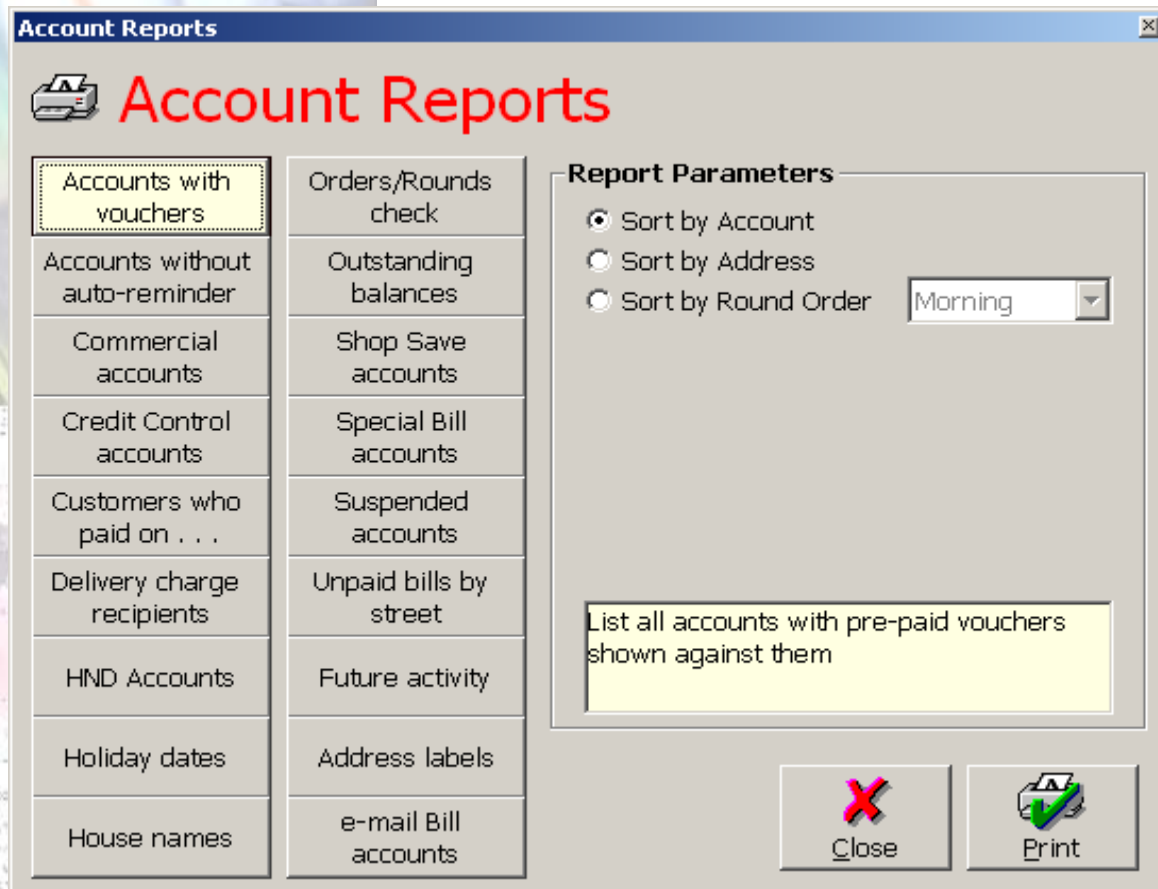 Account Reports
Account Reports
Accounts with
vouchers
Accounts without
auto-reminder
Commercial
accounts
Credit Control
accounts
Customers who
paid on . . .
Delivery charge
recipients
HND Accounts
Holiday dates
House names
Orders/Rounds
check
Outstanding
balances
Shop Save
accounts
Special Bill
accounts
Suspended
accounts
Unpaid bills by
street
Future activity
Address labels
e-mail Bill
accounts
Report Parameters
Sort by Account
Sort by Address
Sort by Round Order
Morning
List all accounts with pre-paid vouchers
shown against them
Close
Print